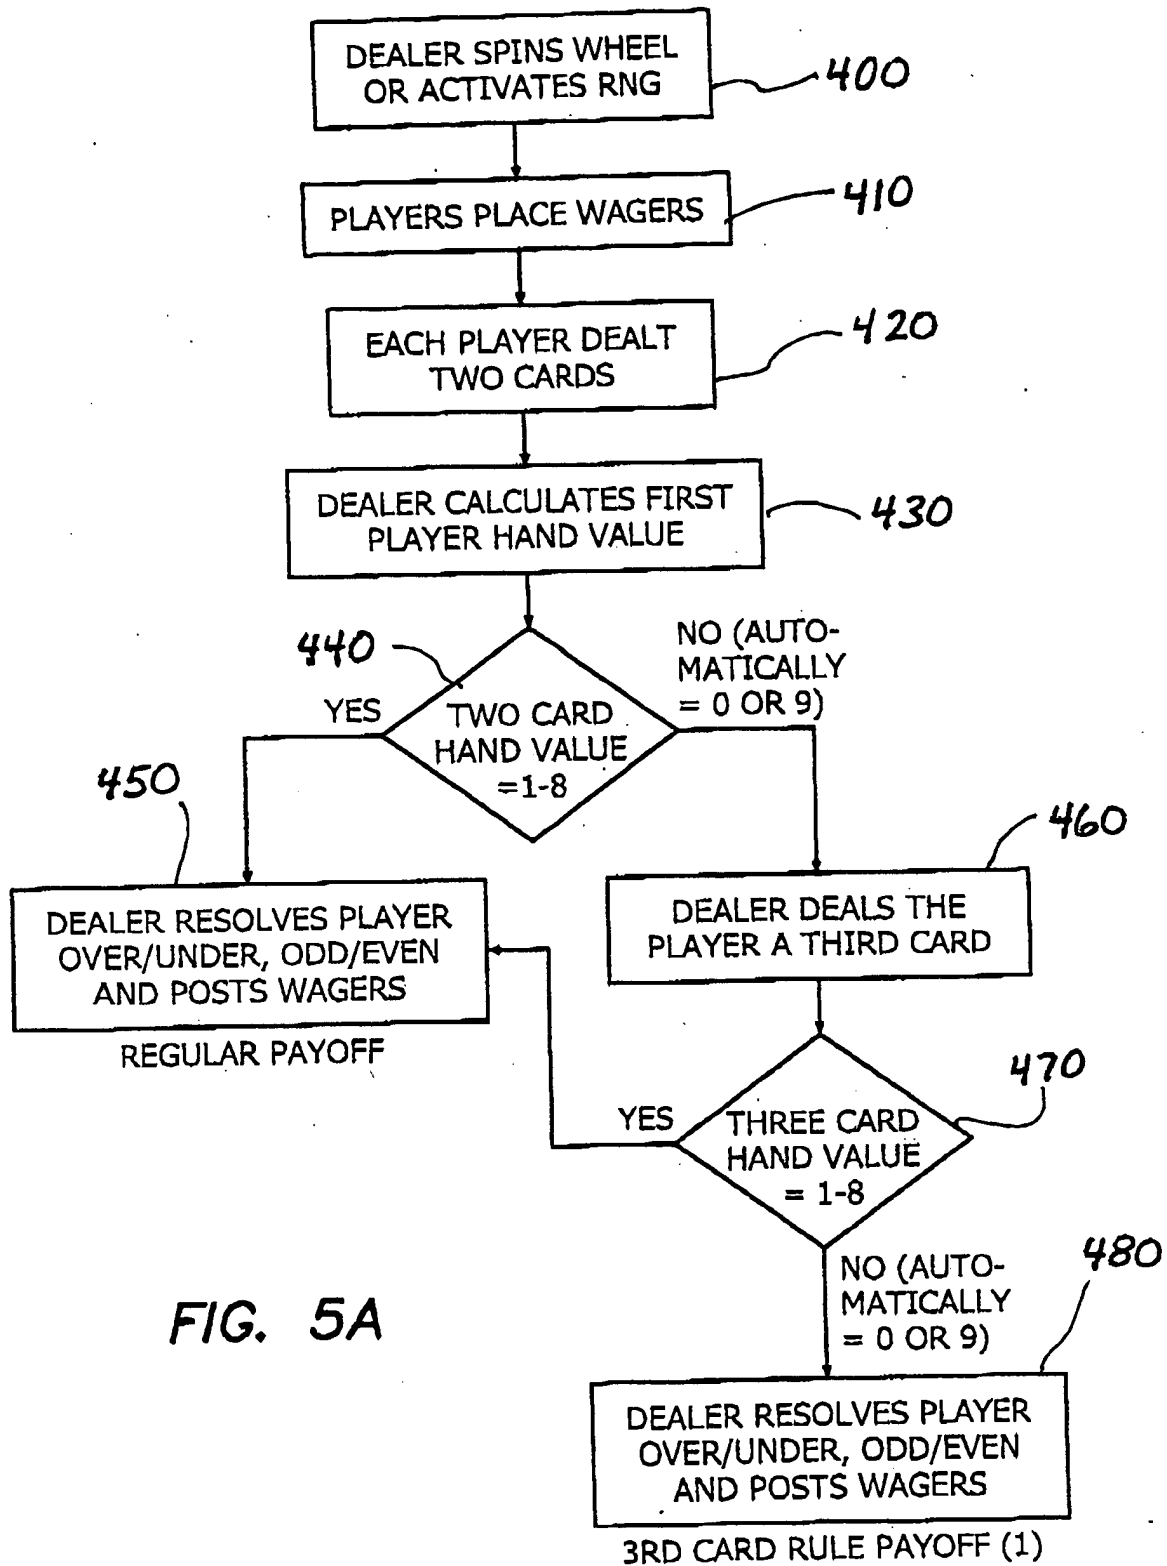 DEALER SPINS WHEEL
OR ACTIVATES RNG
400
PLAYERS PLACE WAGERS
410
EACH PLAYER DEALT
TWO CARDS
420
DEALER CALCULATES FIRST
PLAYER HAND VALUE
430
440
YES
TWO CARD
HAND VALUE
=1-8
NO (AUTO-
MATICALLY
= 0 OR 9)
450
DEALER RESOLVES PLAYER
OVER/UNDER, ODD/EVEN
AND POSTS WAGERS
REGULAR PAYOFF
460
DEALER DEALS THE
PLAYER A THIRD CARD
470
YES
THREE CARD
HAND VALUE
= 1-8
NO (AUTO-
MATICALLY
= 0 OR 9)
480
DEALER RESOLVES PLAYER
OVER/UNDER, ODD/EVEN
AND POSTS WAGERS
3RD CARD RULE PAYOFF (1)
FIG. 5A